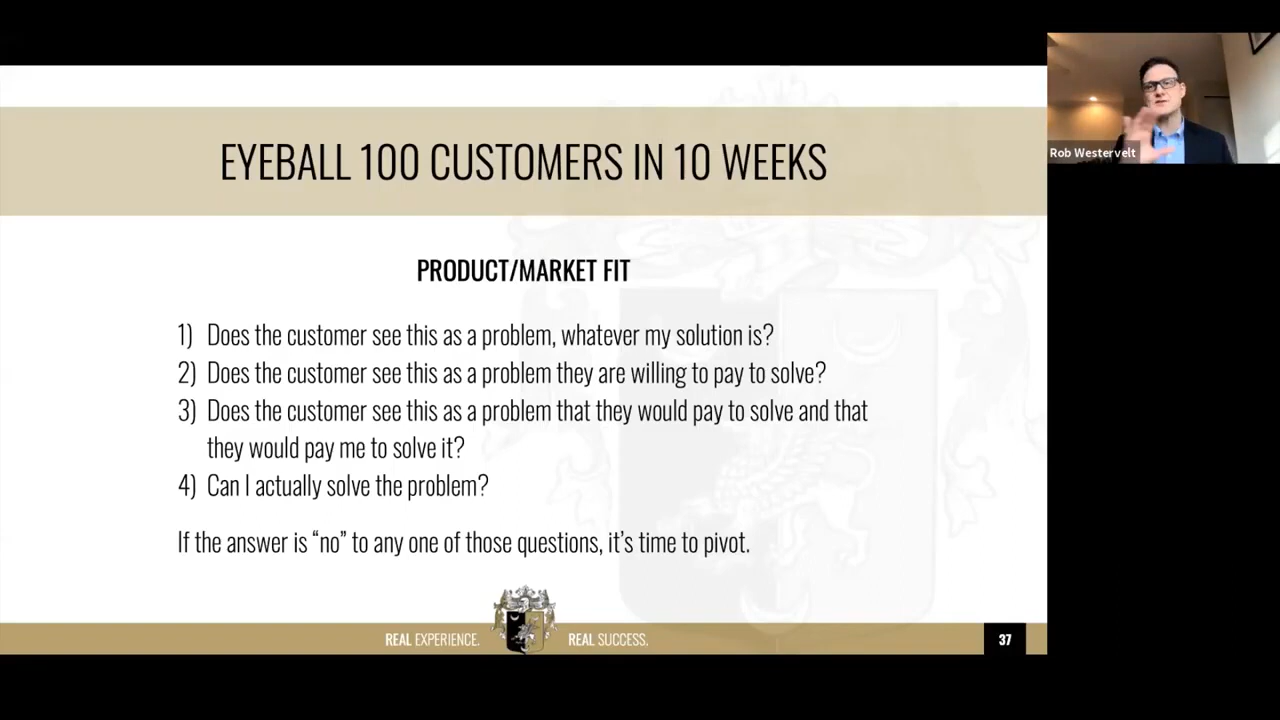 EYEBALL 100 CUSTOMERS IN 10 WEEKS
Rob Westervelt
PRODUCT/MARKET FIT
1) Does the customer see this as a problem, whatever my solution is?
2) Does the customer see this as a problem they are willing to pay to solve?
3) Does the customer see this as a problem that they would pay to solve and that
they would pay me to solve it?
4) Can I actually solve the problem?
If the answer is “no” to any one of those questions, it’s time to pivot.
REAL EXPERIENCE. REAL SUCCESS.
37